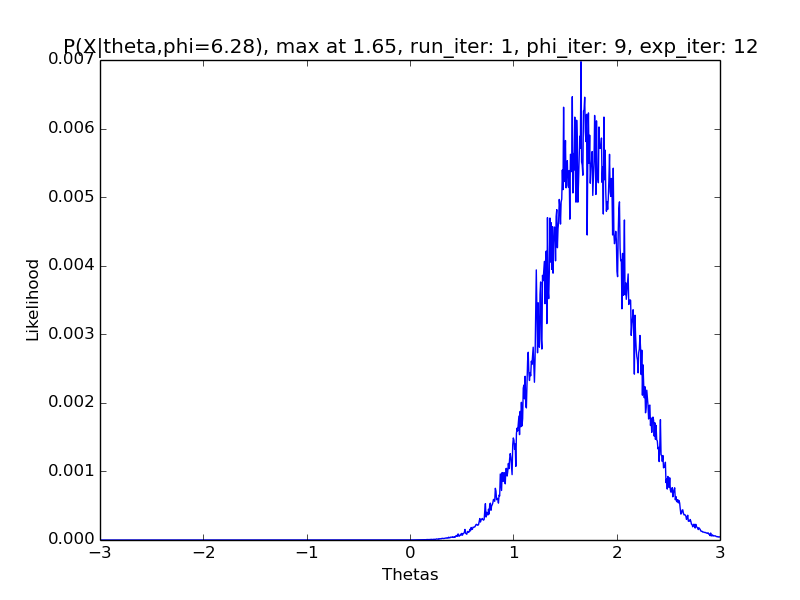 P(X|theta,phi=6.28), max at 1.65, run_iter: 1, phi_iter: 9, exp_iter: 12
0.007
0.006
0.005
0.004
0.003
0.002
0.001
0.000
Likelihood
−3 −2 −1 0 1 2 3
Thetas